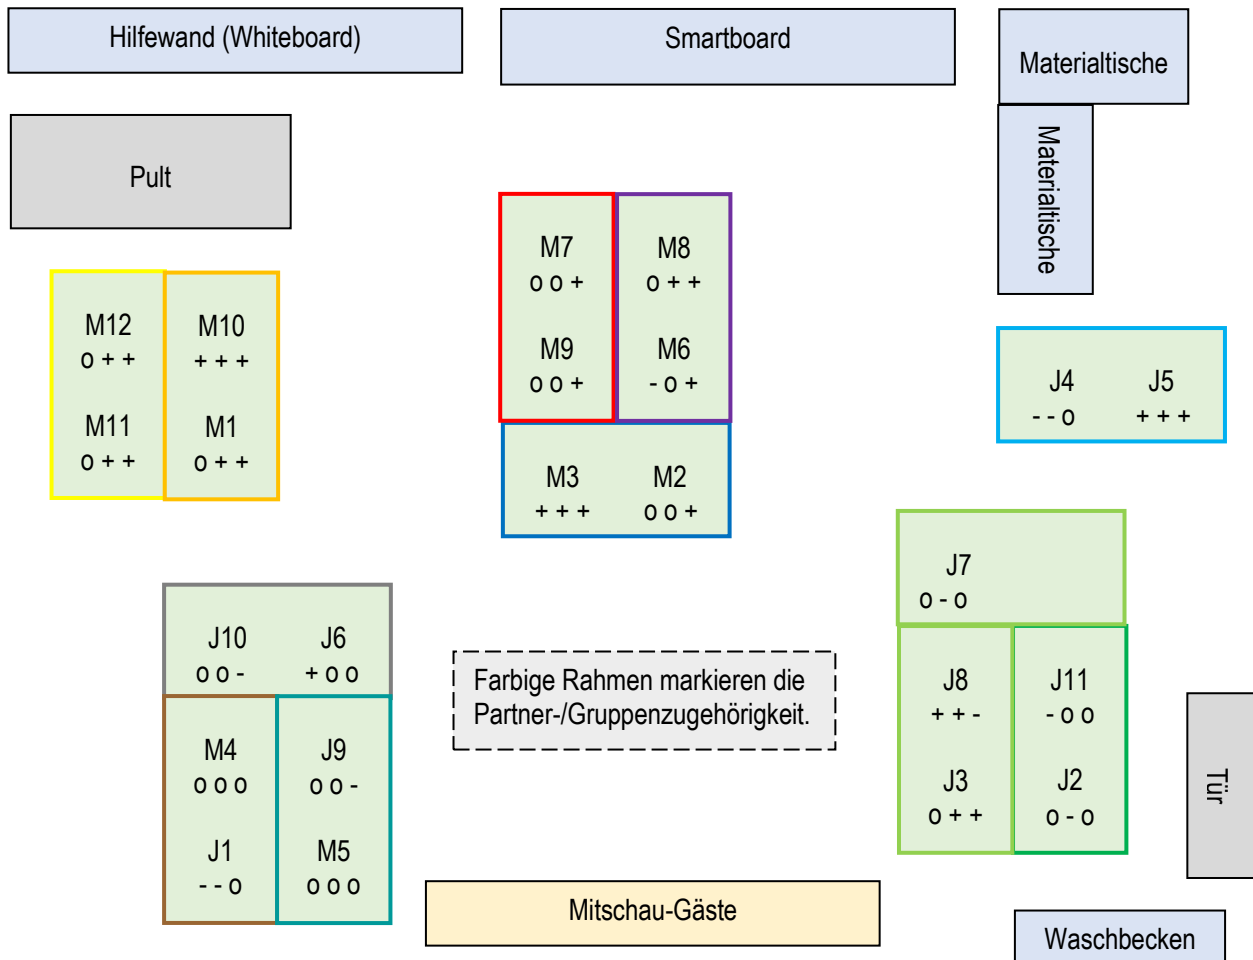 Hilfewand (Whiteboard)
Smartboard
Materialtische
Materialtische
Pult
M7
o o +
M8
o + +
M9
o o +
M6
- o +
M12
o + +
M10
+ + +
M11
o + +
M1
o + +
J4
- - o
J5
+ + +
M3
+ + +
M2
o o +
J7
o - o
J10
o o -
J6
+ o o
Farbige Rahmen markieren die
Partner-/Gruppenzugehörigkeit.
J8
+ + -
J11
- o o
M4
o o o
J9
o o -
J3
o + +
J2
o - o
Tür
J1
- - o
M5
o o o
Mitschau-Gäste
Waschbecken